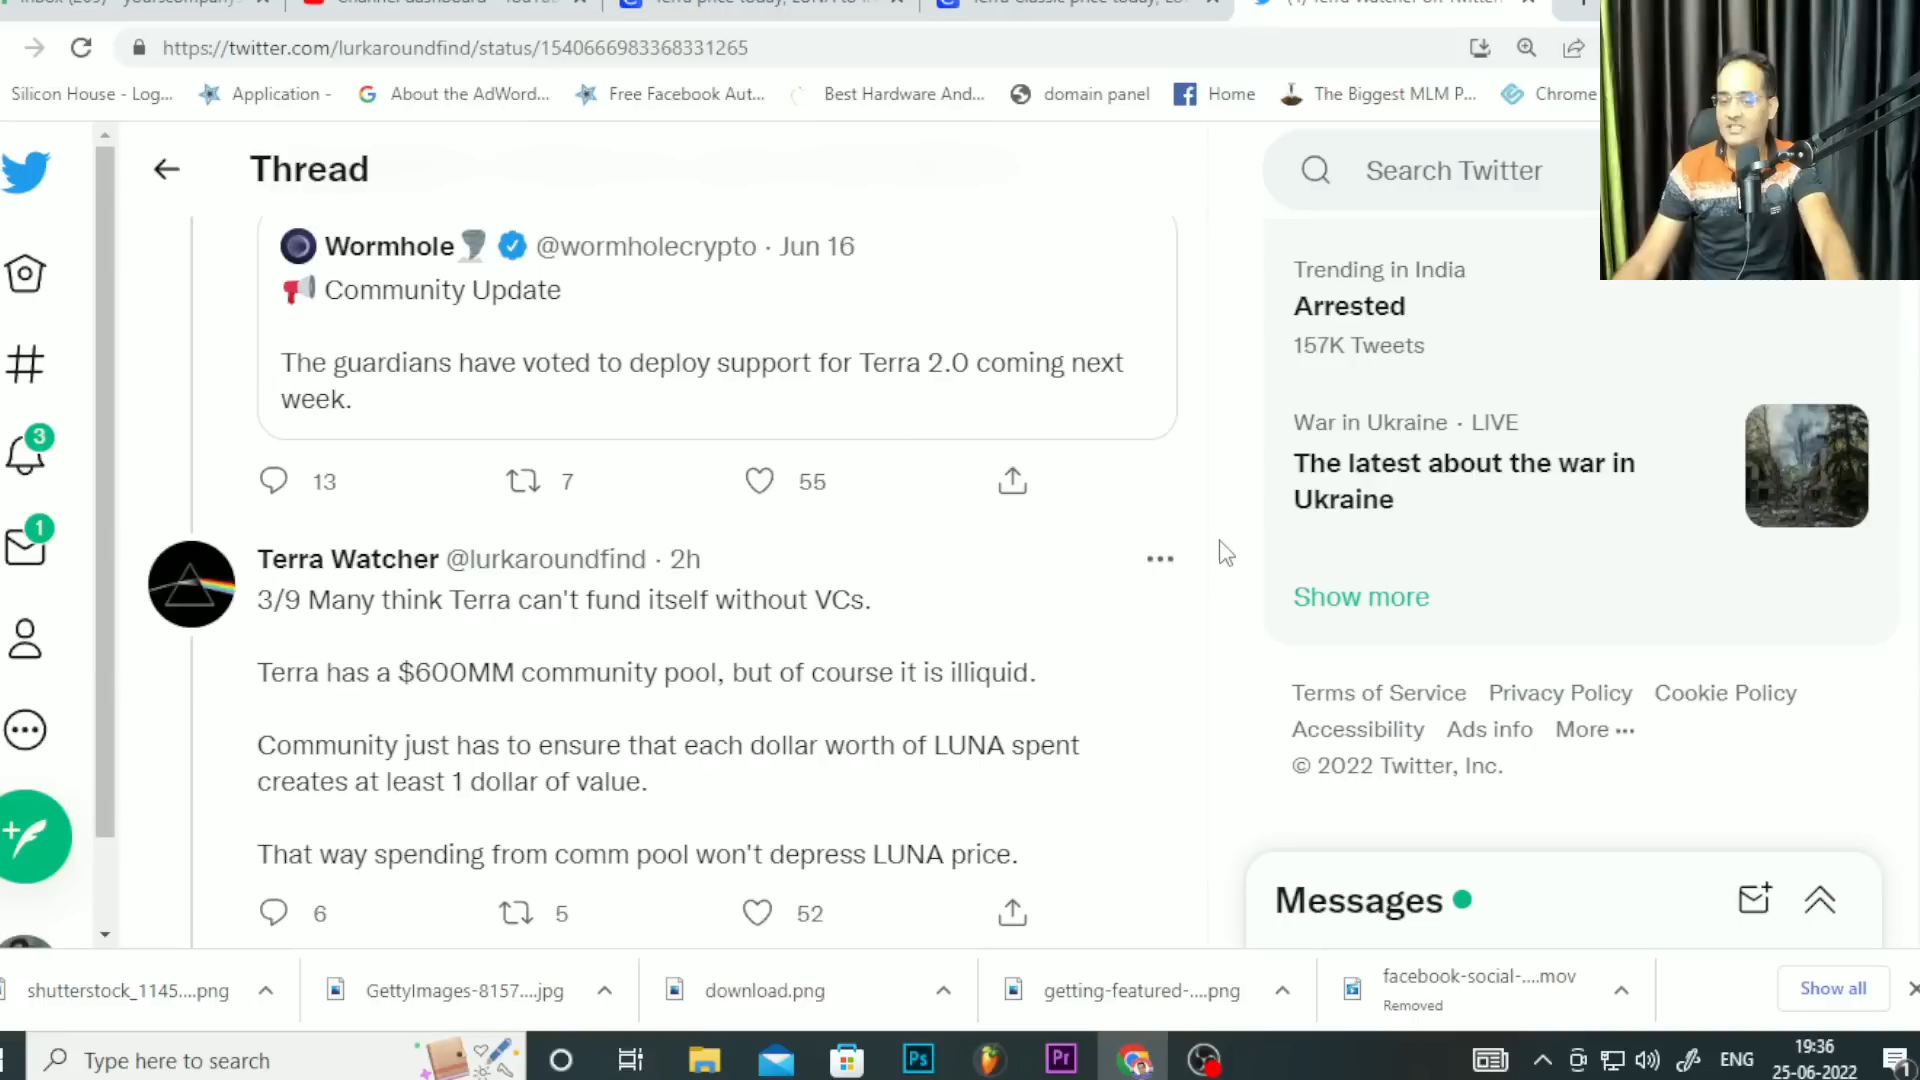 https://twitter.com/lurkaroundfind/status/1540666983368331265
Silicon House - Log...
Application -
About the AdWord...
Free Facebook Aut...
Best Hardware And...
domain panel
Home
The Biggest MLM P...
Chrome
Thread
Search Twitter
Wormhole @wormholecrypto · Jun 16
Community Update
The guardians have voted to deploy support for Terra 2.0 coming next
week.
13
7
55
Terra Watcher @lurkaroundfind · 2h
3/9 Many think Terra can't fund itself without VCs.
Terra has a $600MM community pool, but of course it is illiquid.
Community just has to ensure that each dollar worth of LUNA spent
creates at least 1 dollar of value.
That way spending from comm pool won't depress LUNA price.
6
5
52
3
1
Trending in India
Arrested
157K Tweets
War in Ukraine · LIVE
The latest about the war in
Ukraine
Show more
Terms of Service Privacy Policy Cookie Policy
Accessibility Ads info More ···
© 2022 Twitter, Inc.
Messages
shutterstock_1145....png
GettyImages-8157....jpg
download.png
getting-featured-....png
facebook-social-....mov
Removed
Show all
Type here to search
Ps
Pr
ENG
19:36
25-06-2022
1